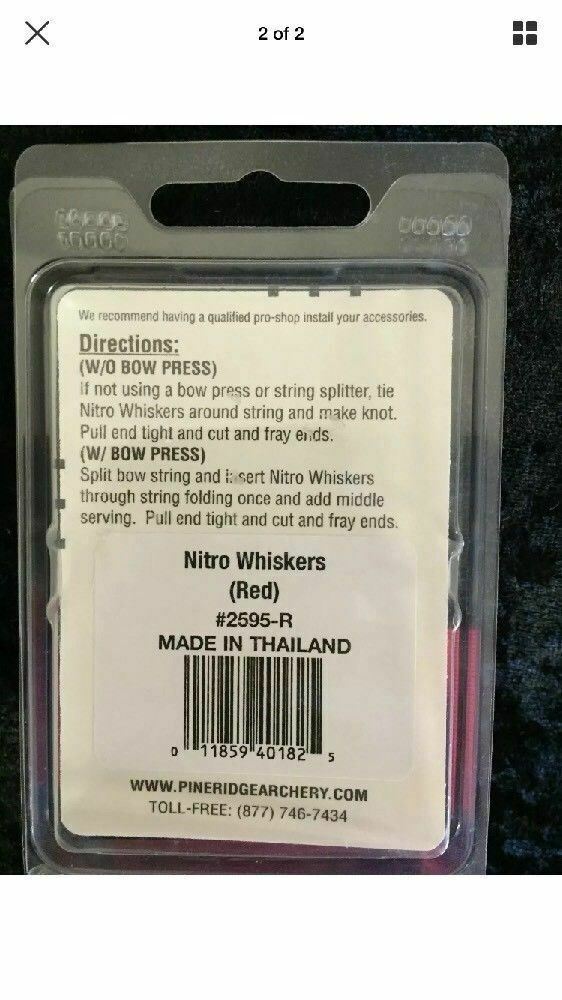 2 of 2
We recommend having a qualified pro-shop install your accessories.
Directions:
(W/O BOW PRESS)
If not using a bow press or string splitter, tie
Nitro Whiskers around string and make knot.
Pull end tight and cut and fray ends.
(W/ BOW PRESS)
Split bow string and insert Nitro Whiskers
through string folding once and add middle
serving. Pull end tight and cut and fray ends.
Nitro Whiskers
(Red)
#2595-R
MADE IN THAILAND
0 11859 40182 5
WWW.PINERIDGEARCHERY.COM
TOLL-FREE: (877) 746-7434